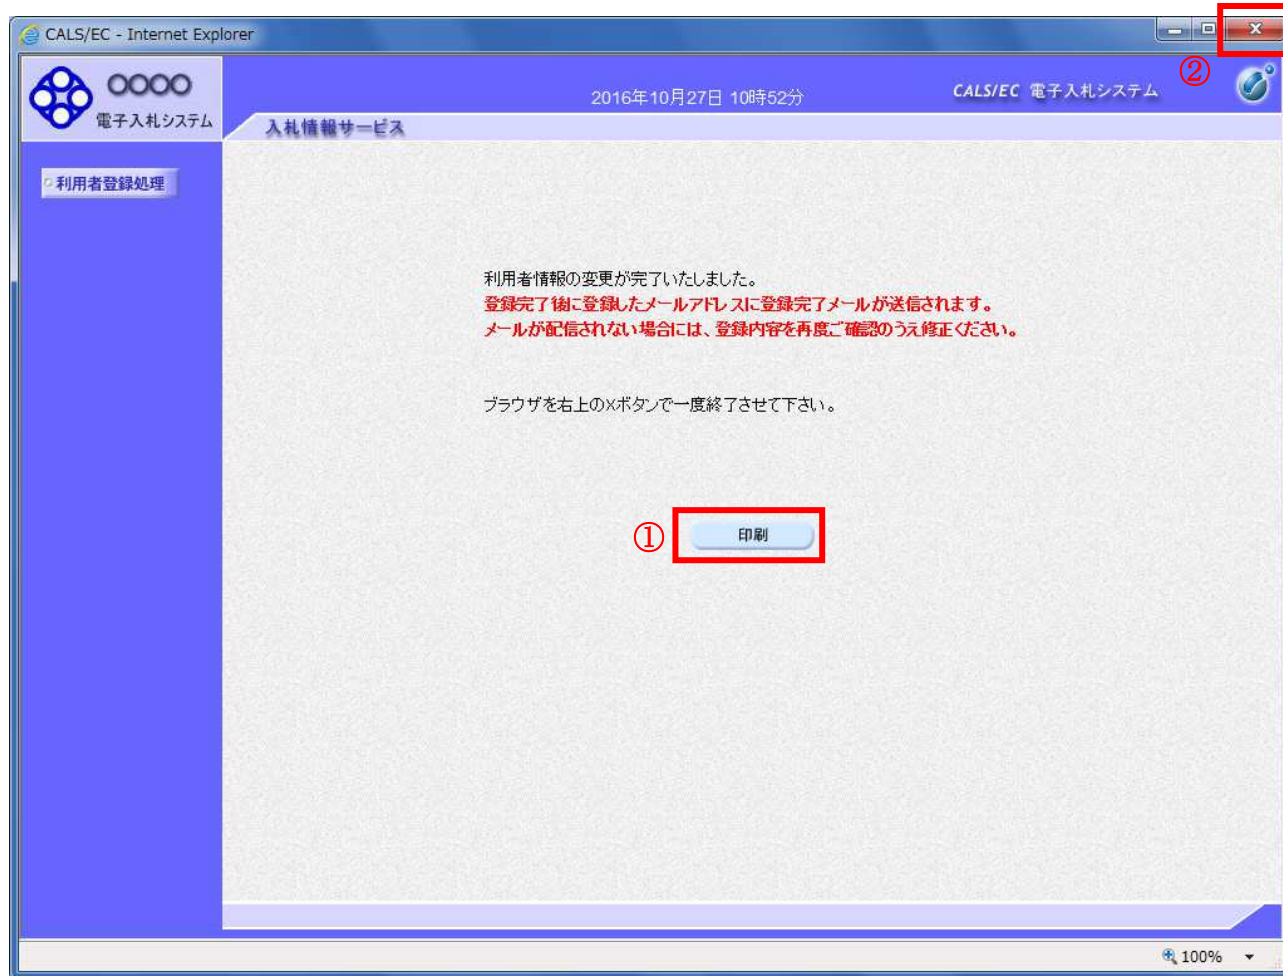 CALS/EC - Internet Explorer
②
○○○○
電子入札システム
2016年10月27日 10時52分
CALS/EC 電子入札システム
入札情報サービス
利用者登録処理
利用者情報の変更が完了いたしました。
登録完了後に登録したメールアドレスに登録完了メールが送信されます。
メールが配信されない場合には、登録内容を再度ご確認のうえ修正ください。
ブラウザを右上の×ボタンで一度終了させて下さい。
① 印刷
100%